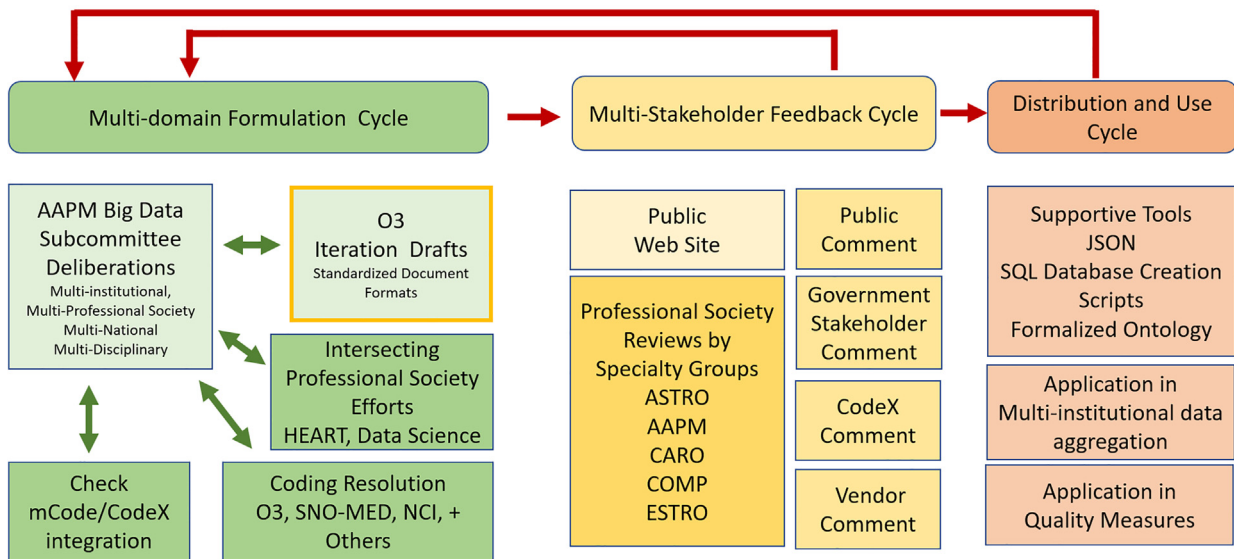 Multi-domain Formulation Cycle
Multi-Stakeholder Feedback Cycle
Distribution and Use
Cycle
AAPM Big Data
Subcommittee
Deliberations
Multi-institutional,
Multi-Professional Society
Multi-National
Multi-Disciplinary
O3
Iteration Drafts
Standardized Document
Formats
Intersecting
Professional Society
Efforts
HEART, Data Science
Check
mCode/CodeX
integration
Coding Resolution
O3, SNO-MED, NCI, +
Others
Public
Web Site
Professional Society
Reviews by
Specialty Groups
ASTRO
AAPM
CARO
COMP
ESTRO
Public
Comment
Government
Stakeholder
Comment
CodeX
Comment
Vendor
Comment
Supportive Tools
JSON
SQL Database Creation
Scripts
Formalized Ontology
Application in
Multi-institutional data
aggregation
Application in
Quality Measures